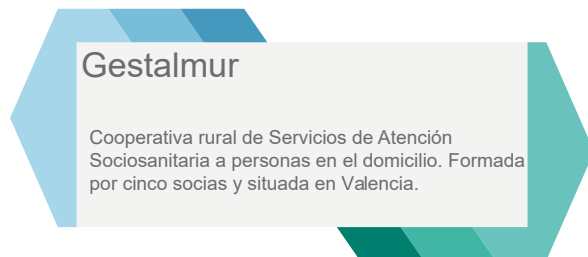 Gestalmur
Cooperativa rural de Servicios de Atención
Sociosanitaria a personas en el domicilio. Formada
por cinco socias y situada en Valencia.